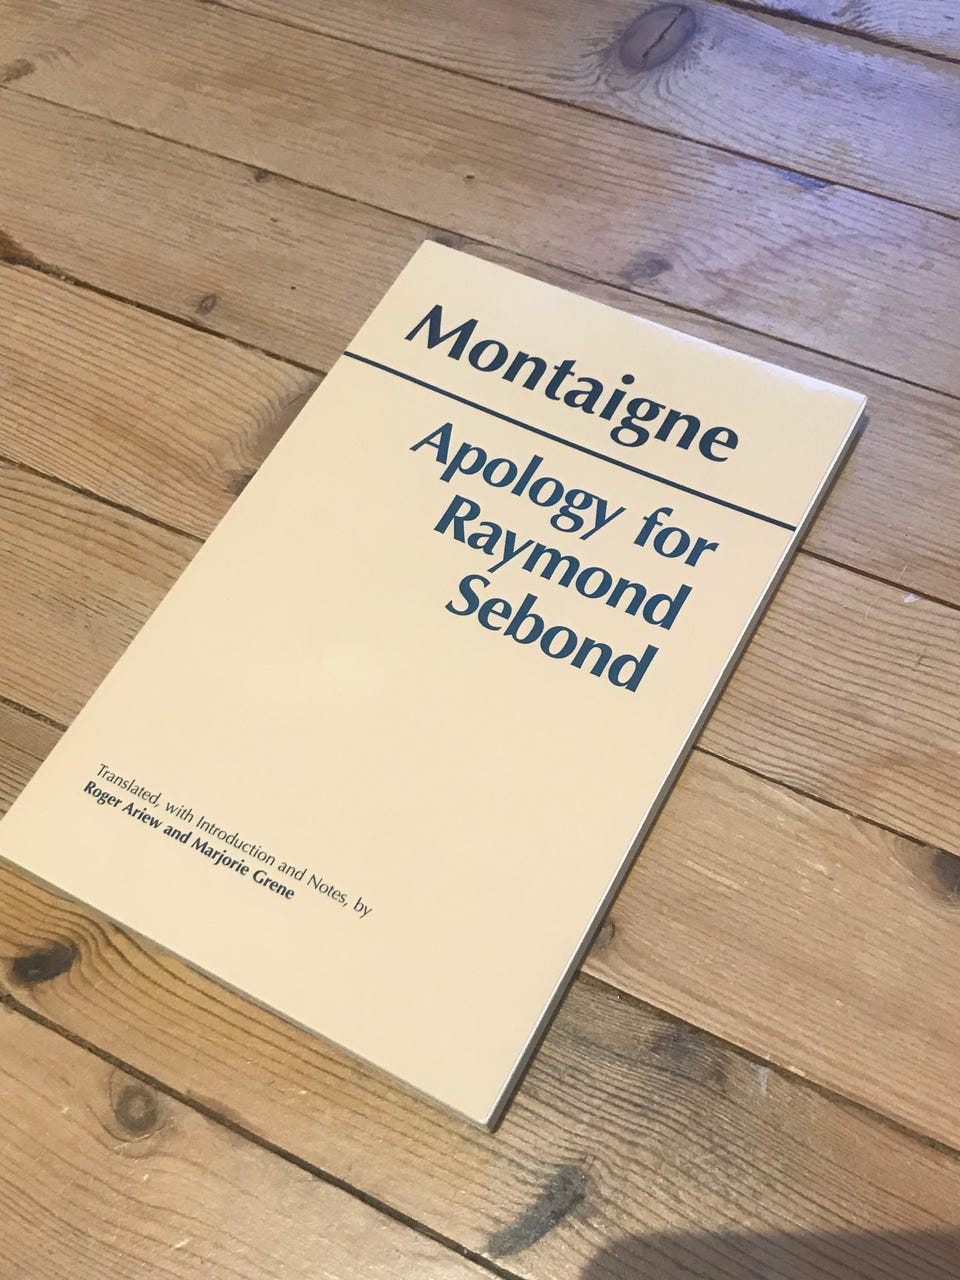 Montaigne
Apology for
Raymond
Sebond
Translated, with Introduction and Notes, by
Roger Ariew and Marjorie Grene